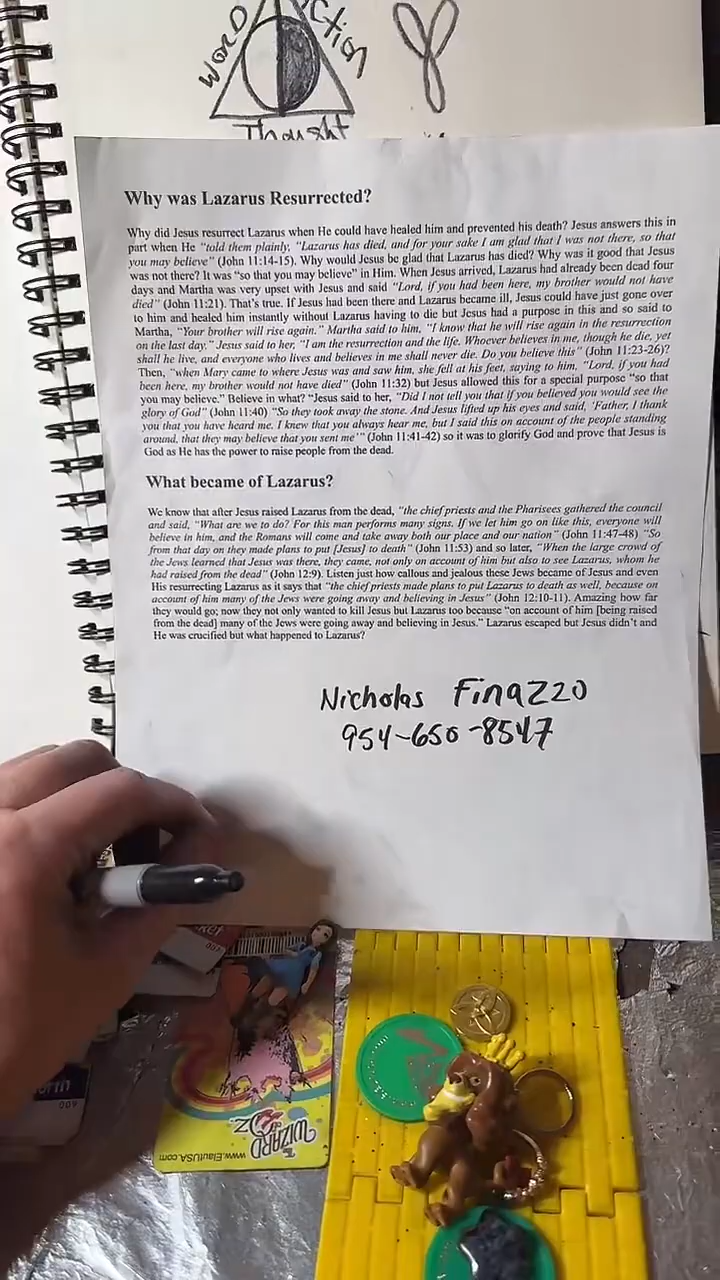 WORD
Action
Thought
Why was Lazarus Resurrected?
Why did Jesus resurrect Lazarus when He could have healed him and prevented his death? Jesus answers this in
part when He “told them plainly, “Lazarus has died, and for your sake I am glad that I was not there, so that
you may believe” (John 11:14-15). Why would Jesus be glad that Lazarus has died? Why was it good that Jesus
was not there? It was “so that you may believe” in Him. When Jesus arrived, Lazarus had already been dead four
days and Martha was very upset with Jesus and said “Lord, if you had been here, my brother would not have
died” (John 11:21). That’s true. If Jesus had been there and Lazarus became ill, Jesus could have just gone over
to him and healed him instantly without Lazarus having to die but Jesus had a purpose in this and so said to
Martha, “Your brother will rise again.” Martha said to him, “I know that he will rise again in the resurrection
on the last day.” Jesus said to her, “I am the resurrection and the life. Whoever believes in me, though he die, yet
shall he live, and everyone who lives and believes in me shall never die. Do you believe this” (John 11:23-26)?
Then, “when Mary came to where Jesus was and saw him, she fell at his feet, saying to him, “Lord, if you had
been here, my brother would not have died” (John 11:32) but Jesus allowed this for a special purpose “so that
you may believe.” Believe in what? “Jesus said to her, “Did I not tell you that if you believed you would see the
glory of God” (John 11:40) “So they took away the stone. And Jesus lifted up his eyes and said, ‘Father, I thank
you that you have heard me. I knew that you always hear me, but I said this on account of the people standing
around, that they may believe that you sent me’” (John 11:41-42) so it was to glorify God and prove that Jesus is
God as He has the power to raise people from the dead.
What became of Lazarus?
We know that after Jesus raised Lazarus from the dead, “the chief priests and the Pharisees gathered the council
and said, “What are we to do? For this man performs many signs. If we let him go on like this, everyone will
believe in him, and the Romans will come and take away both our place and our nation” (John 11:47-48) “So
from that day on they made plans to put [Jesus] to death” (John 11:53) and so later, “When the large crowd of
the Jews learned that Jesus was there, they came, not only on account of him but also to see Lazarus, whom he
had raised from the dead” (John 12:9). Listen just how callous and jealous these Jews became of Jesus and even
His resurrecting Lazarus as it says that “the chief priests made plans to put Lazarus to death as well, because on
account of him many of the Jews were going away and believing in Jesus” (John 12:10-11). Amazing how far
they would go; now they not only wanted to kill Jesus but Lazarus too because “on account of him [being raised
from the dead] many of the Jews were going away and believing in Jesus.” Lazarus escaped but Jesus didn’t and
He was crucified but what happened to Lazarus?
Nicholas Finazzo
954-650-8547
THE
WIZARD
OF OZ
www.ElautUSA.com